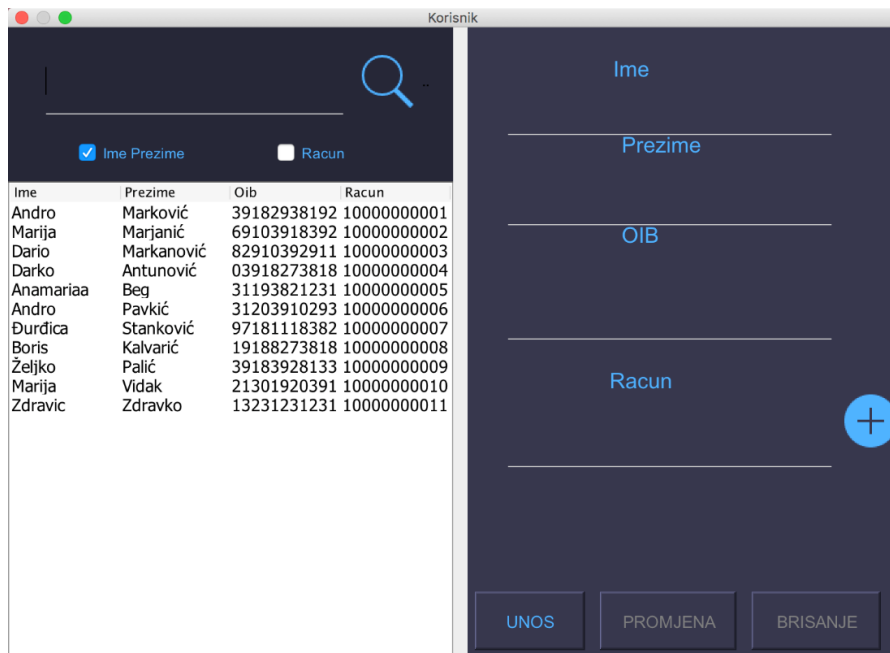 Korisnik
..
Ime Prezime Racun
Ime Prezime Oib Racun
Andro Marković 39182938192 10000000001
Marija Marjanić 69103918392 10000000002
Dario Markanović 82910392911 10000000003
Darko Antunović 03918273818 10000000004
Anamariaa Beg 31193821231 10000000005
Andro Pavkić 31203910293 10000000006
Đurđica Stanković 97181118382 10000000007
Boris Kalvarić 19188273818 10000000008
Željko Palić 39183928133 10000000009
Marija Vidak 21301920391 10000000010
Zdravic Zdravko 13231231231 10000000011
Ime
Prezime
OIB
Racun
UNOS PROMJENA BRISANJE